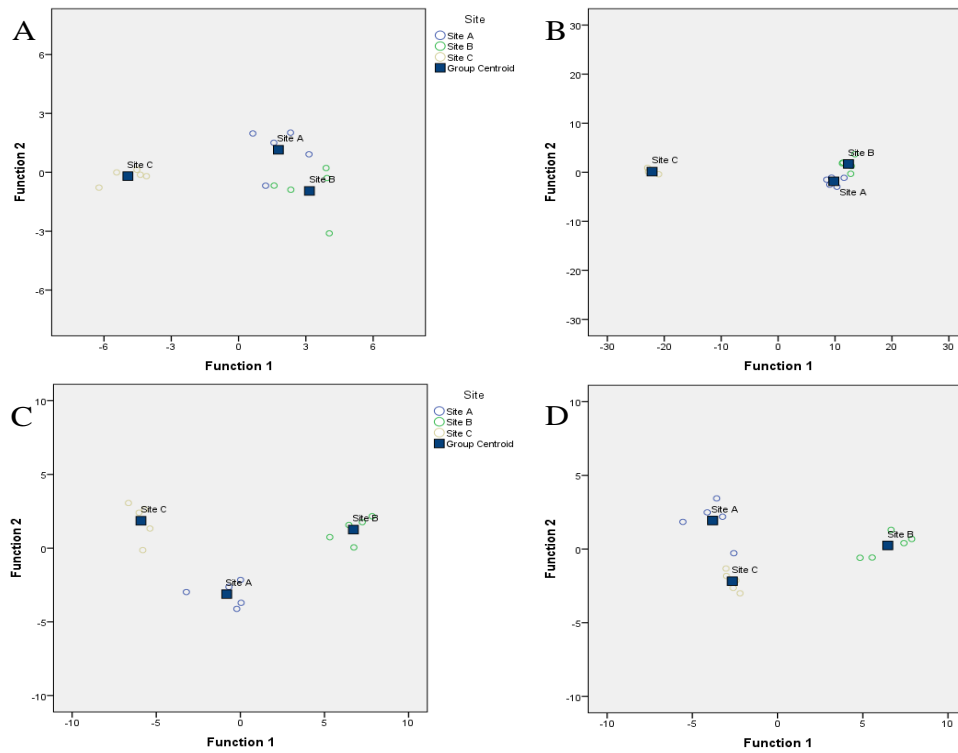 A
Site
Site A
Site B
Site C
Group Centroid
6
3
0
-3
-6
Function 2
Site A
Site C
Site B
-6 -3 0 3 6
Function 1
B
30
20
10
0
-10
-20
-30
Function 2
Site B
Site C
Site A
-30 -20 -10 0 10 20 30
Function 1
C
Site
Site A
Site B
Site C
Group Centroid
10
5
0
-5
-10
Function 2
Site C
Site B
Site A
-10 -5 0 5 10
Function 1
D
10
5
0
-5
-10
Function 2
Site A
Site B
Site C
-10 -5 0 5 10
Function 1